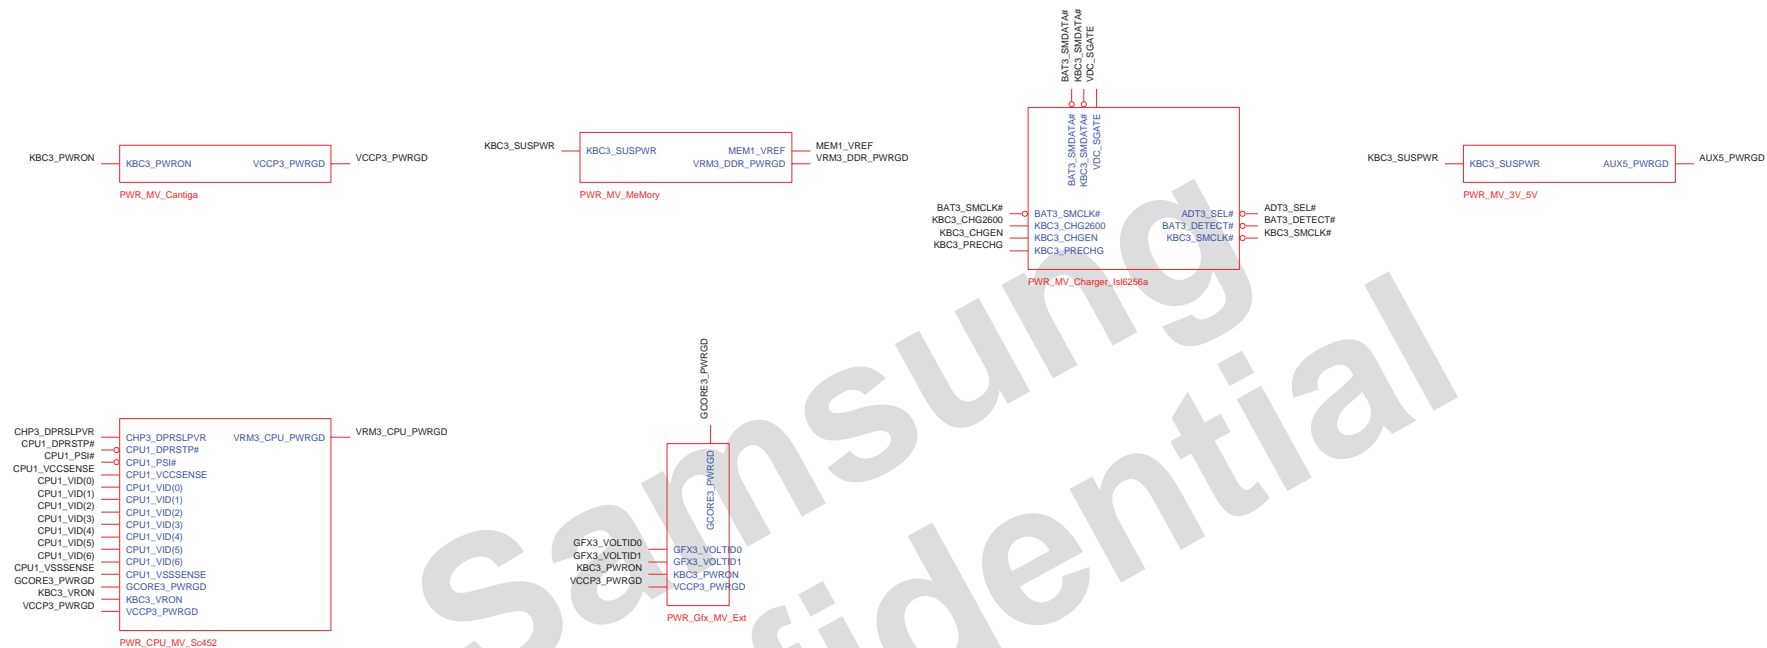 KBC3_PWRON
KBC3_PWRON
VCCP3_PWRGD
VCCP3_PWRGD
PWR_MV_Cantiga
KBC3_SUSPWR
KBC3_SUSPWR
MEM1_VREF
MEM1_VREF
VRM3_DDR_PWRGD
VRM3_DDR_PWRGD
PWR_MV_MeMory
BAT3_SMDATA#
KBC3_SMDATA#
VDC_SGATE
BAT3_SMDATA#
KBC3_SMDATA#
VDC_SGATE
BAT3_SMCLK#
KBC3_CHG2600
KBC3_CHGEN
KBC3_PRECHG
BAT3_SMCLK#
KBC3_CHG2600
KBC3_CHGEN
KBC3_PRECHG
ADT3_SEL#
BAT3_DETECT#
KBC3_SMCLK#
ADT3_SEL#
BAT3_DETECT#
KBC3_SMCLK#
PWR_MV_Charger_Isl6256a
KBC3_SUSPWR
KBC3_SUSPWR
AUX5_PWRGD
AUX5_PWRGD
PWR_MV_3V_5V
CHP3_DPRSLPVR
CPU1_DPRSTP#
CPU1_PSI#
CPU1_VCCSENSE
CPU1_VID(0)
CPU1_VID(1)
CPU1_VID(2)
CPU1_VID(3)
CPU1_VID(4)
CPU1_VID(5)
CPU1_VID(6)
CPU1_VSSSENSE
GCORE3_PWRGD
KBC3_VRON
VCCP3_PWRGD
CHP3_DPRSLPVR
CPU1_DPRSTP#
CPU1_PSI#
CPU1_VCCSENSE
CPU1_VID(0)
CPU1_VID(1)
CPU1_VID(2)
CPU1_VID(3)
CPU1_VID(4)
CPU1_VID(5)
CPU1_VID(6)
CPU1_VSSSENSE
GCORE3_PWRGD
KBC3_VRON
VCCP3_PWRGD
VRM3_CPU_PWRGD
VRM3_CPU_PWRGD
PWR_CPU_MV_Sc452
GCORE3_PWRGD
GCORE3_PWRGD
GFX3_VOLTID0
GFX3_VOLTID1
KBC3_PWRON
VCCP3_PWRGD
GFX3_VOLTID0
GFX3_VOLTID1
KBC3_PWRON
VCCP3_PWRGD
PWR_Gfx_MV_Ext
Samsung
fidential